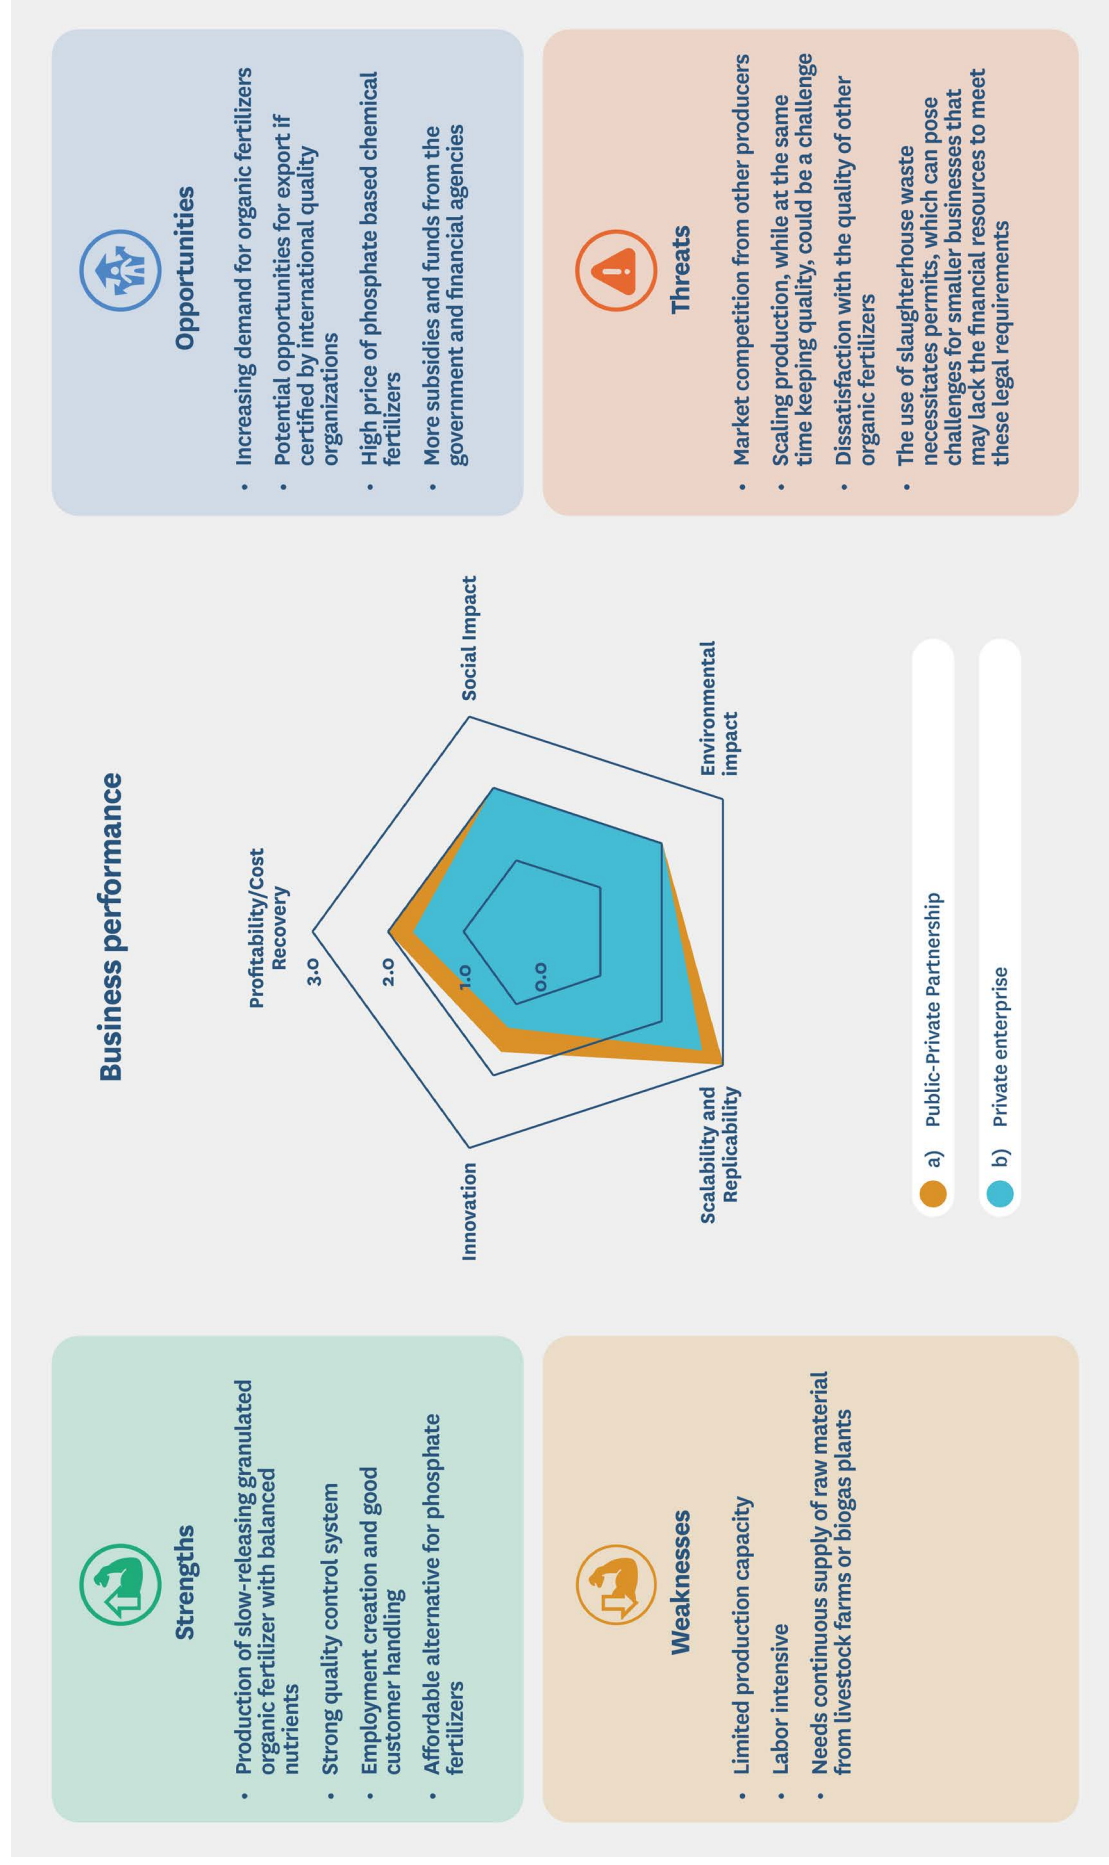 Strengths
• Production of slow-releasing granulated
organic fertilizer with balanced
nutrients
• Strong quality control system
• Employment creation and good
customer handling
• Affordable alternative for phosphate
fertilizers
Weaknesses
• Limited production capacity
• Labor intensive
• Needs continuous supply of raw material
from livestock farms or biogas plants
Business performance
Profitability/Cost
Recovery
3.0
2.0
1.0
0.0
Innovation
Social Impact
Scalability and
Replicability
Environmental
impact
a) Public-Private Partnership
b) Private enterprise
Opportunities
• Increasing demand for organic fertilizers
• Potential opportunities for export if
certified by international quality
organizations
• High price of phosphate based chemical
fertilizers
• More subsidies and funds from the
government and financial agencies
Threats
• Market competition from other producers
• Scaling production, while at the same
time keeping quality, could be a challenge
• Dissatisfaction with the quality of other
organic fertilizers
• The use of slaughterhouse waste
necessitates permits, which can pose
challenges for smaller businesses that
may lack the financial resources to meet
these legal requirements